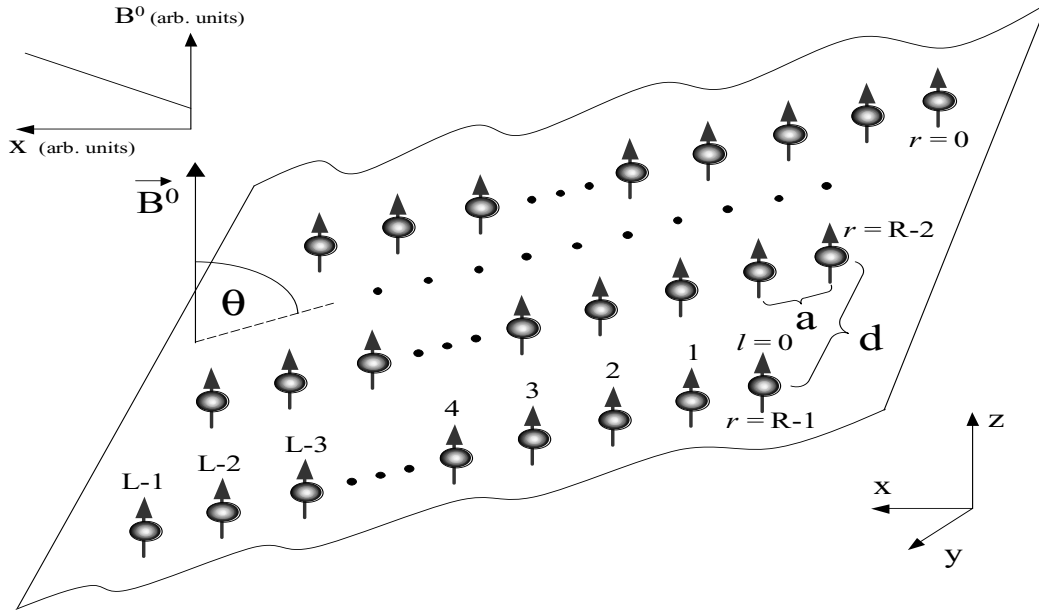 B⁰ (arb. units)
x (arb. units)
B⁰
θ
r = 0
r = R-2
a
d
l = 0
r = R-1
1
2
3
4
L-3
L-2
L-1
z
x
y